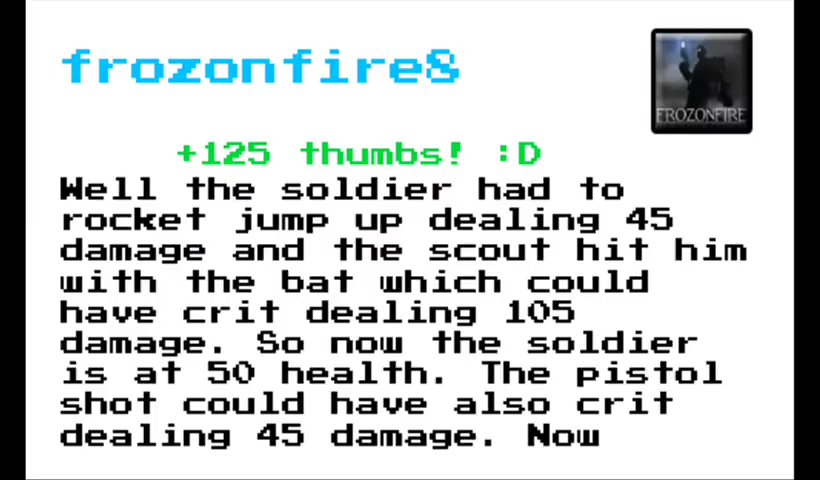 frozonfire8
FROZONFIRE
+125 thumbs! :D
Well the soldier had to
rocket jump up dealing 45
damage and the scout hit him
with the bat which could
have crit dealing 105
damage. So now the soldier
is at 50 health. The pistol
shot could have also crit
dealing 45 damage. Now